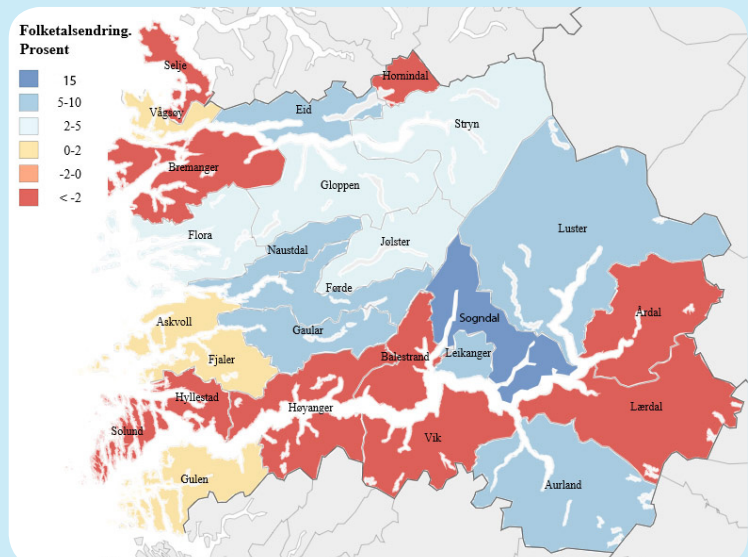 Folketalsendring.
Prosent
15
5-10
2-5
0-2
-2-0
< -2
Selje
Hornindal
Vågsøy
Eid
Stryn
Bremanger
Gloppen
Luster
Flora
Jølster
Naustdal
Førde
Årdal
Askvoll
Sogndal
Gaular
Fjaler
Balestrand
Leikanger
Hyllestad
Høyanger
Lærdal
Solund
Vik
Gulen
Aurland